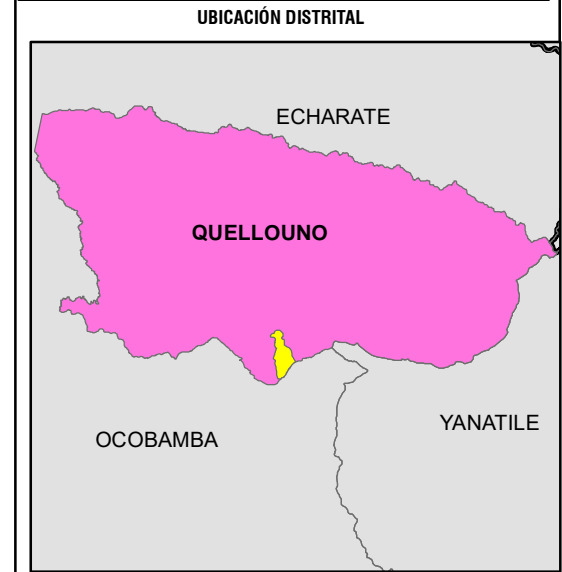 UBICACIÓN DISTRITAL
ECHARATE
QUELLOUNO
YANATILE
OCOBAMBA